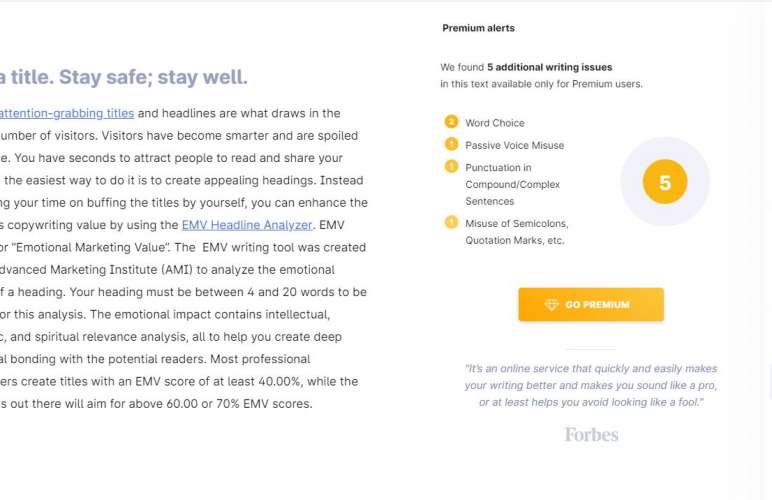 a title. Stay safe; stay well.
attention-grabbing titles and headlines are what draws in the
umber of visitors. Visitors have become smarter and are spoiled
e. You have seconds to attract people to read and share your
the easiest way to do it is to create appealing headings. Instead
ng your time on buffing the titles by yourself, you can enhance the
s copywriting value by using the EMV Headline Analyzer. EMV
or “Emotional Marketing Value”. The  EMV writing tool was created
dvanced Marketing Institute (AMI) to analyze the emotional
f a heading. Your heading must be between 4 and 20 words to be
or this analysis. The emotional impact contains intellectual,
c, and spiritual relevance analysis, all to help you create deep
al bonding with the potential readers. Most professional
ers create titles with an EMV score of at least 40.00%, while the
s out there will aim for above 60.00 or 70% EMV scores.
Premium alerts
We found 5 additional writing issues
in this text available only for Premium users.
2 Word Choice
1 Passive Voice Misuse
1 Punctuation in
Compound/Complex
Sentences
1 Misuse of Semicolons,
Quotation Marks, etc.
5
GO PREMIUM
"It's an online service that quickly and easily makes
your writing better and makes you sound like a pro,
or at least helps you avoid looking like a fool."
Forbes